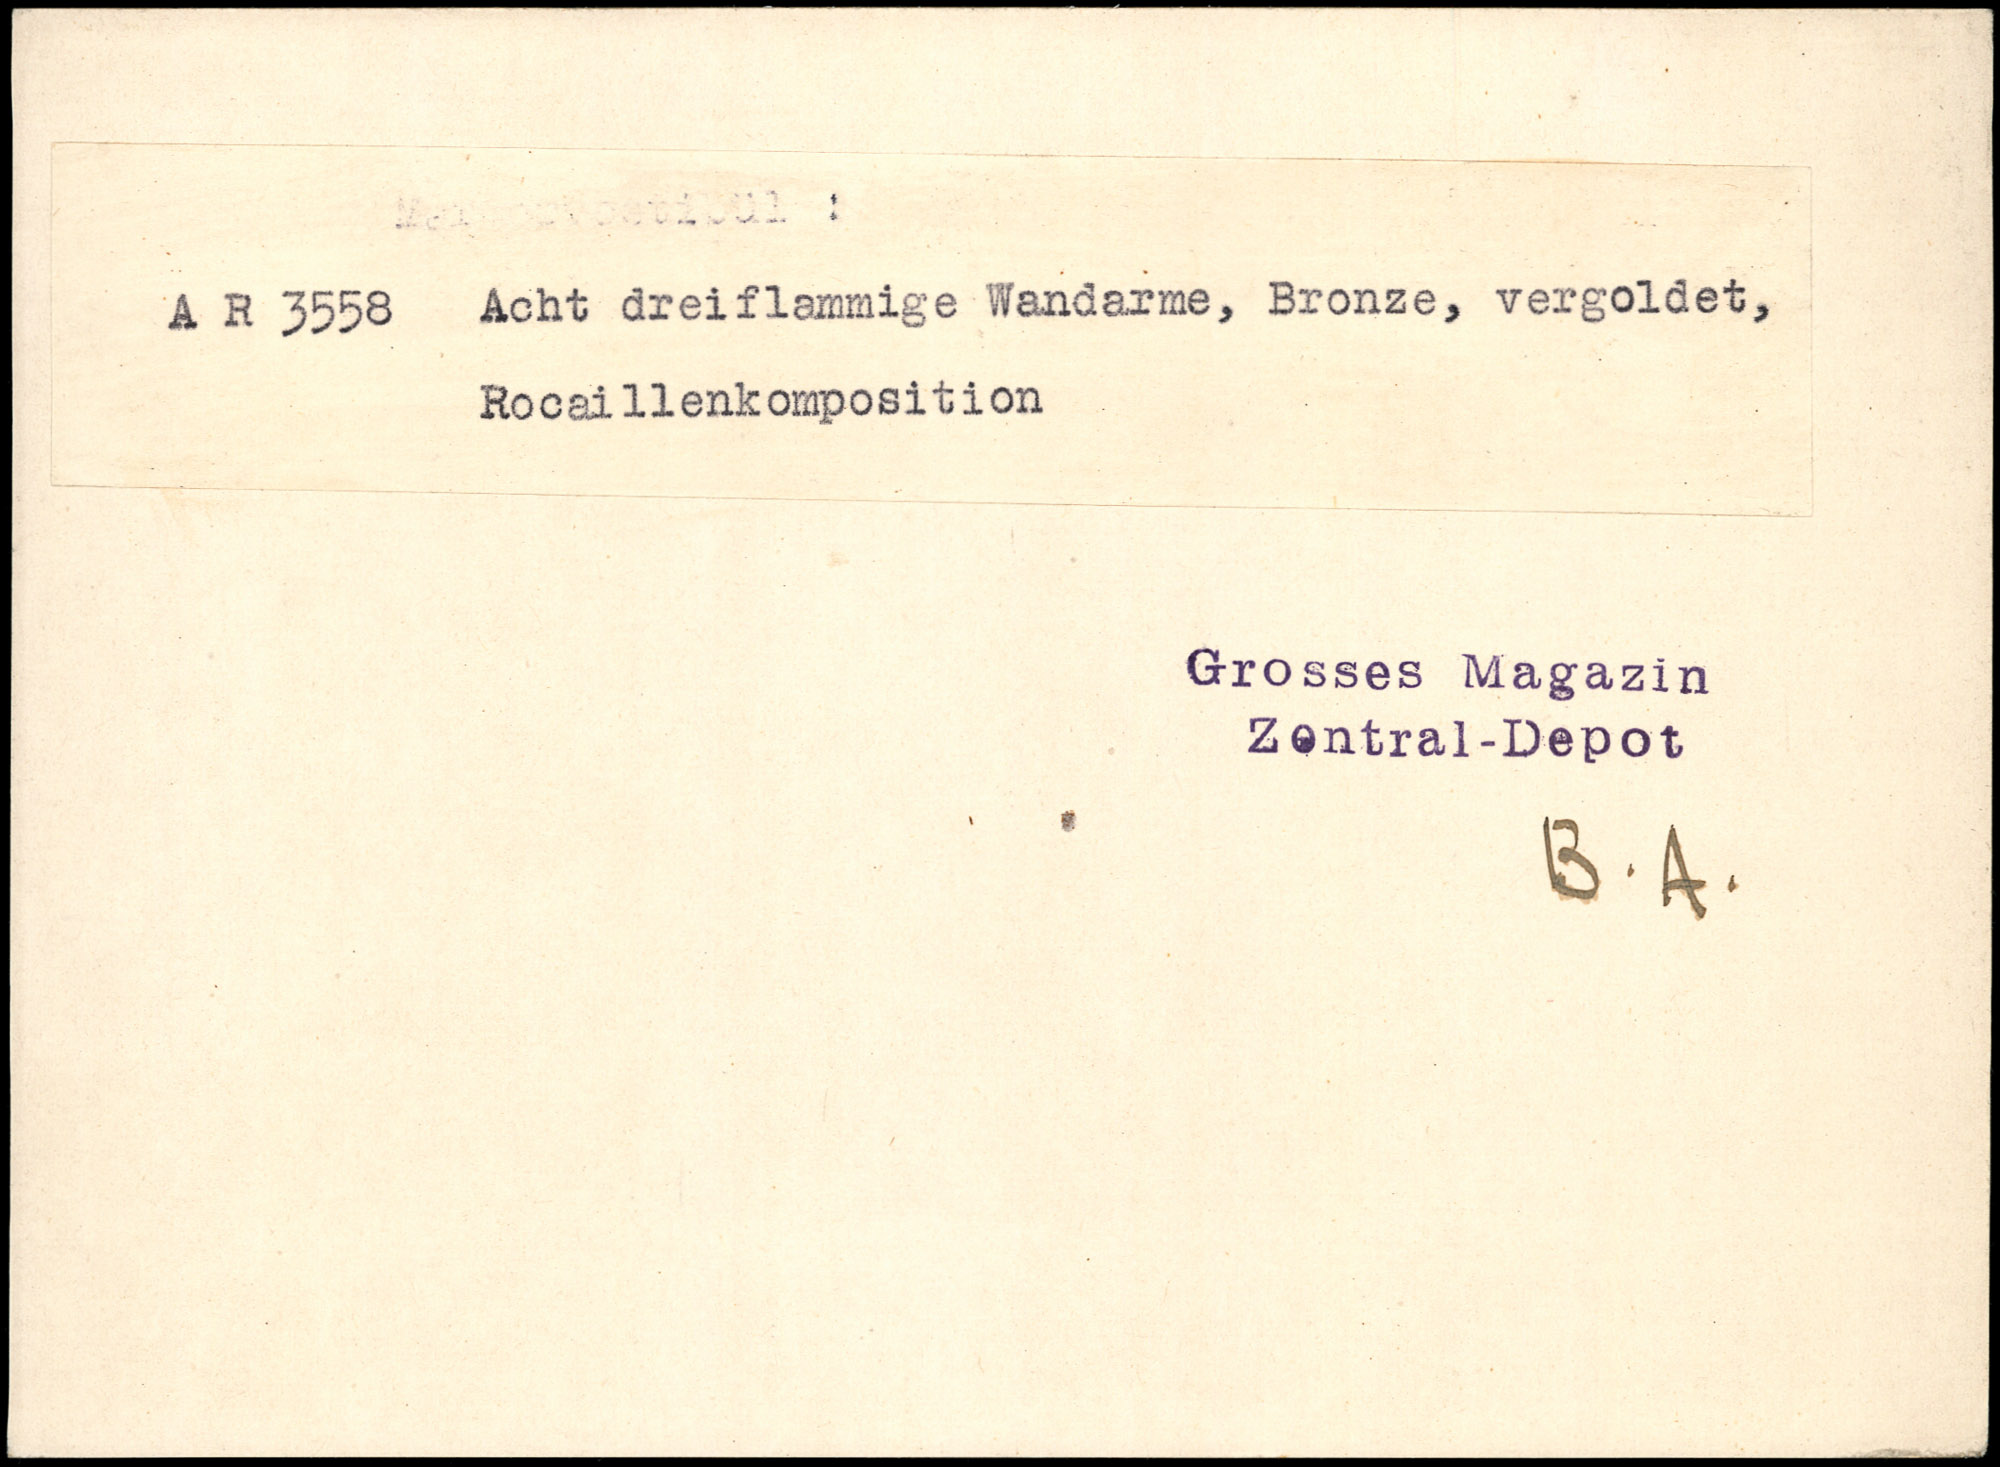 A R 3558 Acht dreiflammige Wandarme, Bronze, vergoldet,
Rocaillenkomposition
Grosses Magazin
Zentral-Depot
B. A.